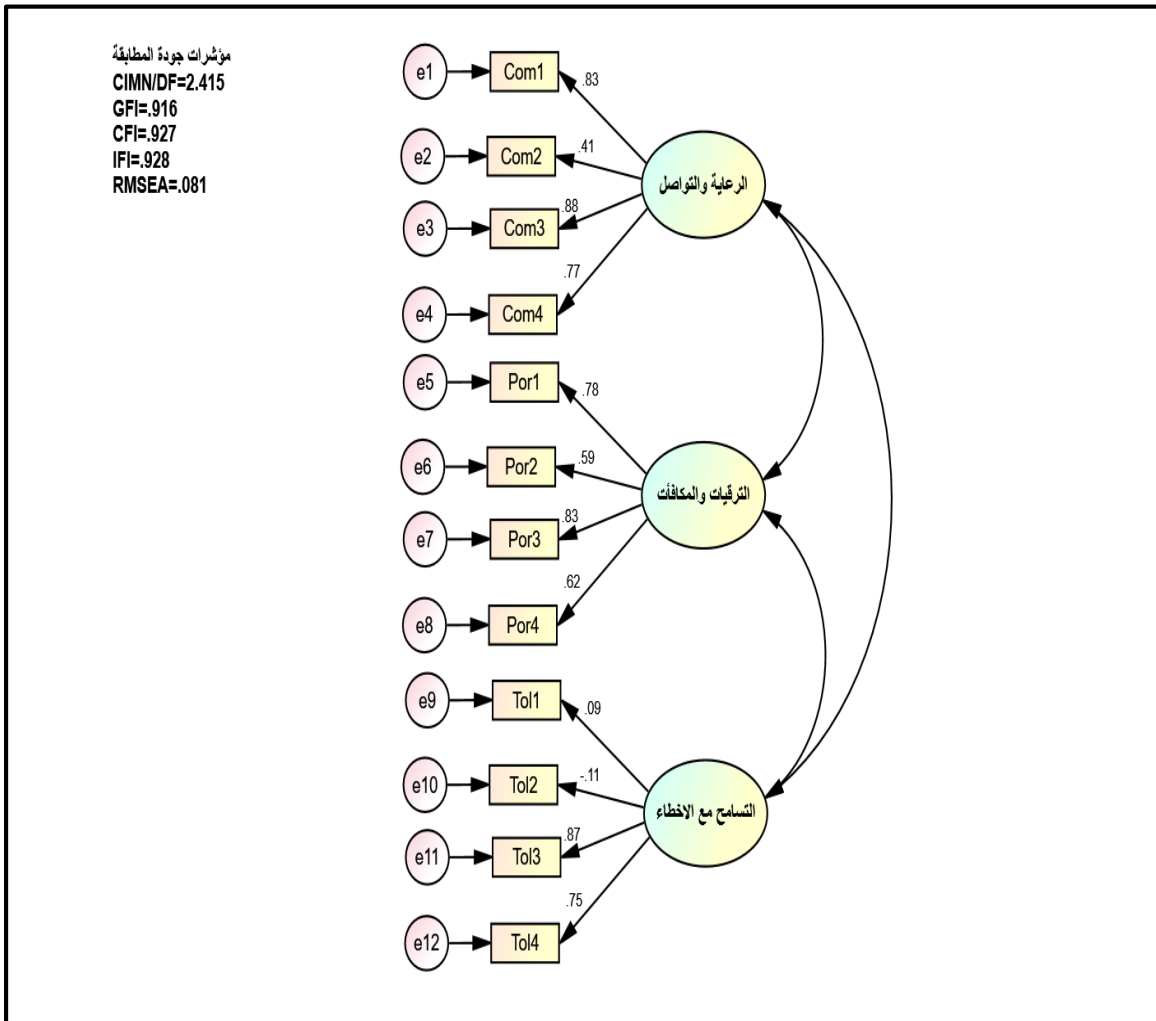 مؤشرات جودة المطابقة
CIMN/DF=2.415
GFI=.916
CFI=.927
IFI=.928
RMSEA=.081
e1
Com1
.83
e2
Com2
.41
الرعاية والتواصل
e3
Com3
.88
e4
Com4
.77
e5
Por1
.78
e6
Por2
.59
الترقيات والمكافأت
e7
Por3
.83
e8
Por4
.62
e9
Tol1
.09
e10
Tol2
-.11
التسامح مع الاخطاء
e11
Tol3
.87
e12
Tol4
.75